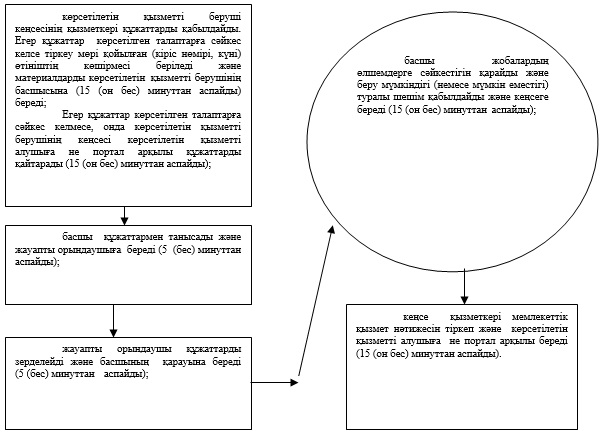 көрсетілетін қызметті беруші
кеңсесінің қызметкері құжаттарды қабылдайды.
Егер құжаттар көрсетілген талаптарға сәйкес
келсе тіркеу мөрі қойылған (кіріс нөмірі, күні)
өтініштің көшірмесі беріледі және
материалдарды көрсетілетін қызметті берушінің
басшысына (15 (он бес) минуттан аспайды)
береді;
Егер құжаттар көрсетілген талаптарға
сәйкес келмесе, онда көрсетілетін қызметті
берушінің кеңсесі көрсетілетін қызметті
алушыға не портал арқылы құжаттарды
қайтарады (15 (он бес) минуттан аспайды);
басшы құжаттармен танысады және
жауапты орындаушыға береді (5 (бес) минуттан
аспайды);
жауапты орындаушы құжаттарды
зерделейді және басшының қарауына береді
(5 (бес) минуттан аспайды);
басшы жобалардың
өлшемдерге сәйкестігін қарайды және
беру мүмкіндігі (немесе мүмкін еместігі)
туралы шешім қабылдайды және кеңсеге
береді (15 (он бес) минуттан аспайды);
кеңсе қызметкері мемлекеттік
қызмет нәтижесін тіркеп және көрсетілетін
қызметті алушыға не портал арқылы береді
(15 (он бес) минуттан аспайды).